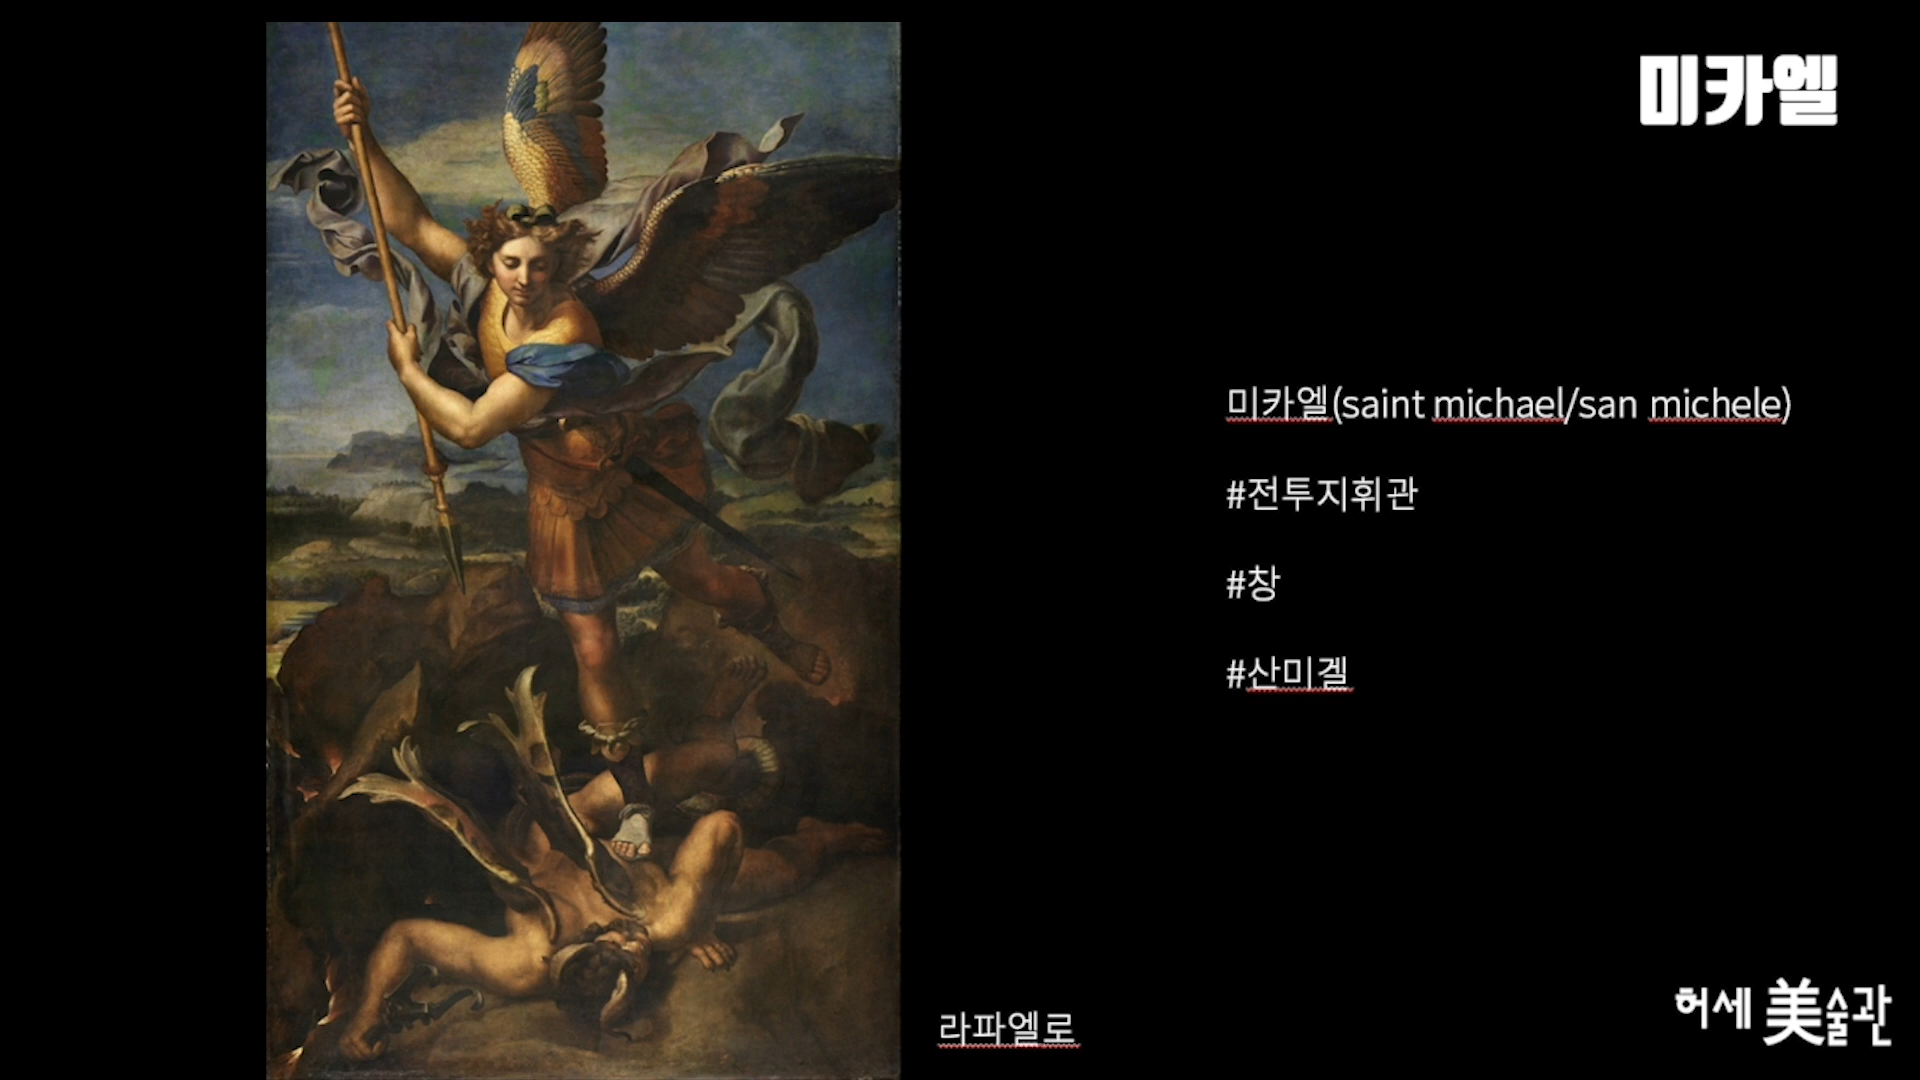 미카엘
미카엘(saint michael/san michele)
#전투지휘관
#창
#산미겔
라파엘로
허세 美술관